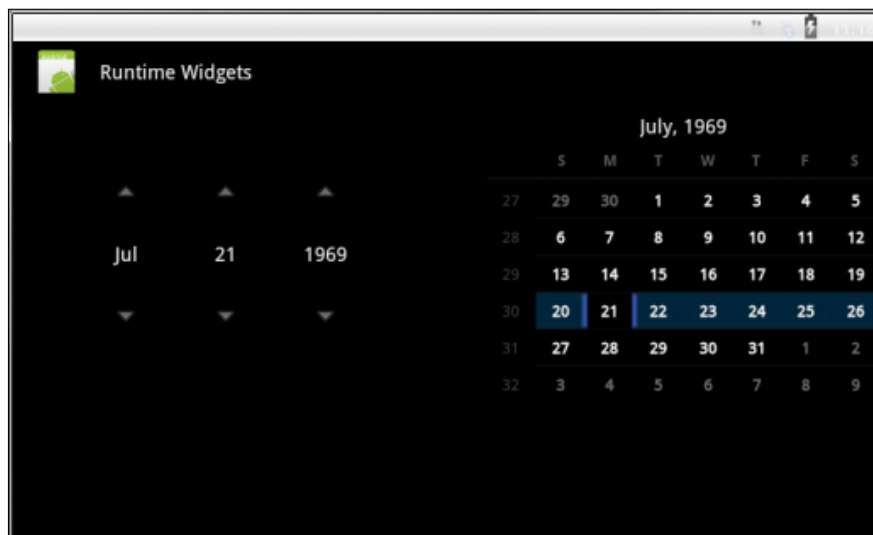 Runtime Widgets
Jul 21 1969
July, 1969
S M T W T F S
27 29 30 1 2 3 4 5
28 6 7 8 9 10 11 12
29 13 14 15 16 17 18 19
30 20 21 22 23 24 25 26
31 27 28 29 30 31 1 2
32 3 4 5 6 7 8 9